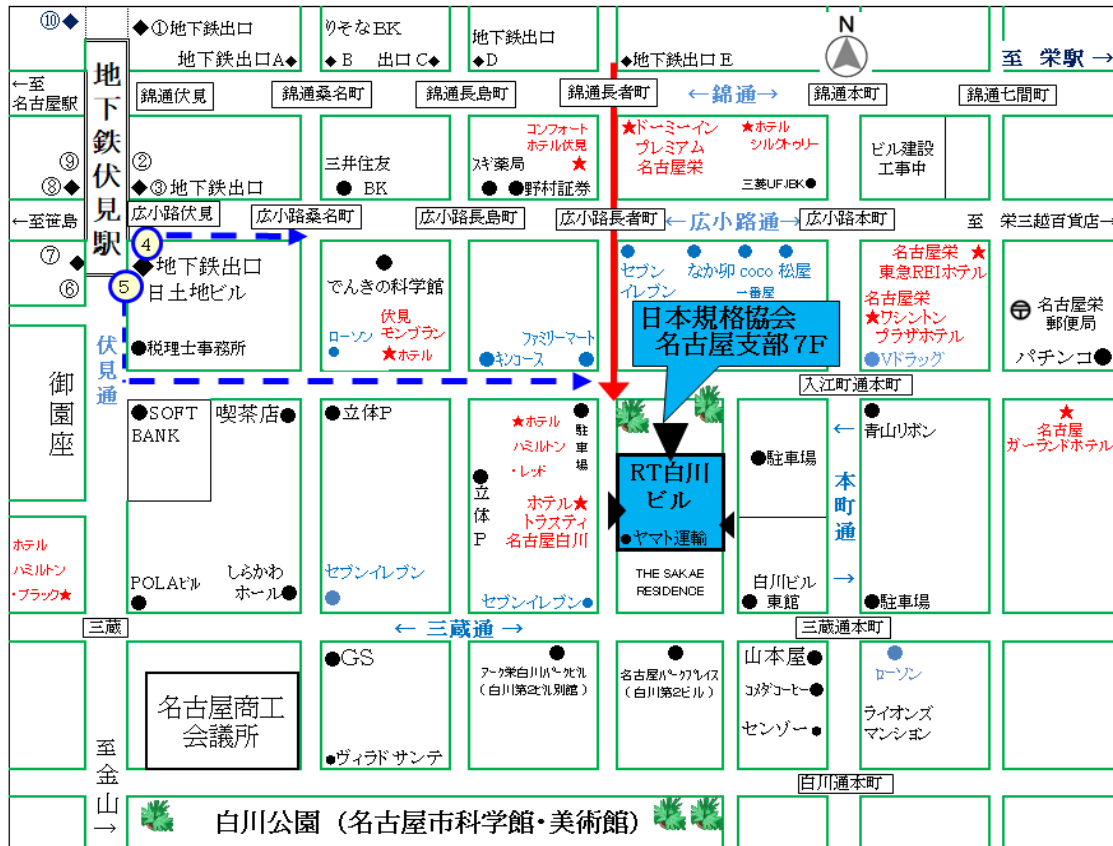 ⑩◆
◆①地下鉄出口
地下鉄出口A◆
りそなBK
◆B 出口C◆
地下鉄出口
◆D
◆地下鉄出口E
N
至 栄駅→
←至
名古屋駅
錦通伏見
錦通桑名町
錦通長島町
錦通長者町
←錦通→
錦通本町
錦通七間町
地下鉄伏見駅
⑨
⑧◆
②
◆③地下鉄出口
三井住友
● BK
コンフォート
ホテル伏見
★
スギ薬局
● ●野村証券
★ドーミーイン
プレミアム
名古屋栄
★ホテル
シルクトゥリー
三菱UFJBK●
ビル建設
工事中
←至笹島
広小路伏見
広小路桑名町
広小路長島町
広小路長者町
←広小路通→
広小路本町
至 栄三越百貨店→
⑦
◆
⑥
④
⑤
◆地下鉄出口
日土地ビル
●税理士事務所
でんきの科学館
ローソン
伏見
モンブラン
★ホテル
ファミリーマート
●キンコース
セブン
イレブン
なか卯 coco 松屋
一番屋
日本規格協会
名古屋支部7F
名古屋栄 ★
東急REIホテル
名古屋栄
★ワシントン
プラザホテル
●Vドラッグ
〒 名古屋栄
郵便局
パチンコ●
伏見通
入江町通本町
御園座
●SOFT
BANK
喫茶店●
●立体P
★ホテル
ハミルトン
・レッド
駐車場
立体P
ホテル★
トラスティ
名古屋白川
RT白川
ビル
●ヤマト運輸
●駐車場
←
本町通
→
青山リボン
★
名古屋
ガーランドホテル
ホテル
ハミルトン
・ブラック★
POLAビル
しらかわ
ホール●
セブンイレブン
セブンイレブン●
THE SAKAE
RESIDENCE
白川ビル
● 東館
●駐車場
三蔵
← 三蔵通 →
三蔵通本町
名古屋商工
会議所
●GS
●ヴィラドサンテ
アーク栄白川パークビル
(白川第2ビル別館)
名古屋パークプレイス
(白川第2ビル)
山本屋●
コメダコーヒー●
センゾー●
ローソン
ライオンズ
マンション
白川通本町
至金山→
白川公園(名古屋市科学館・美術館)